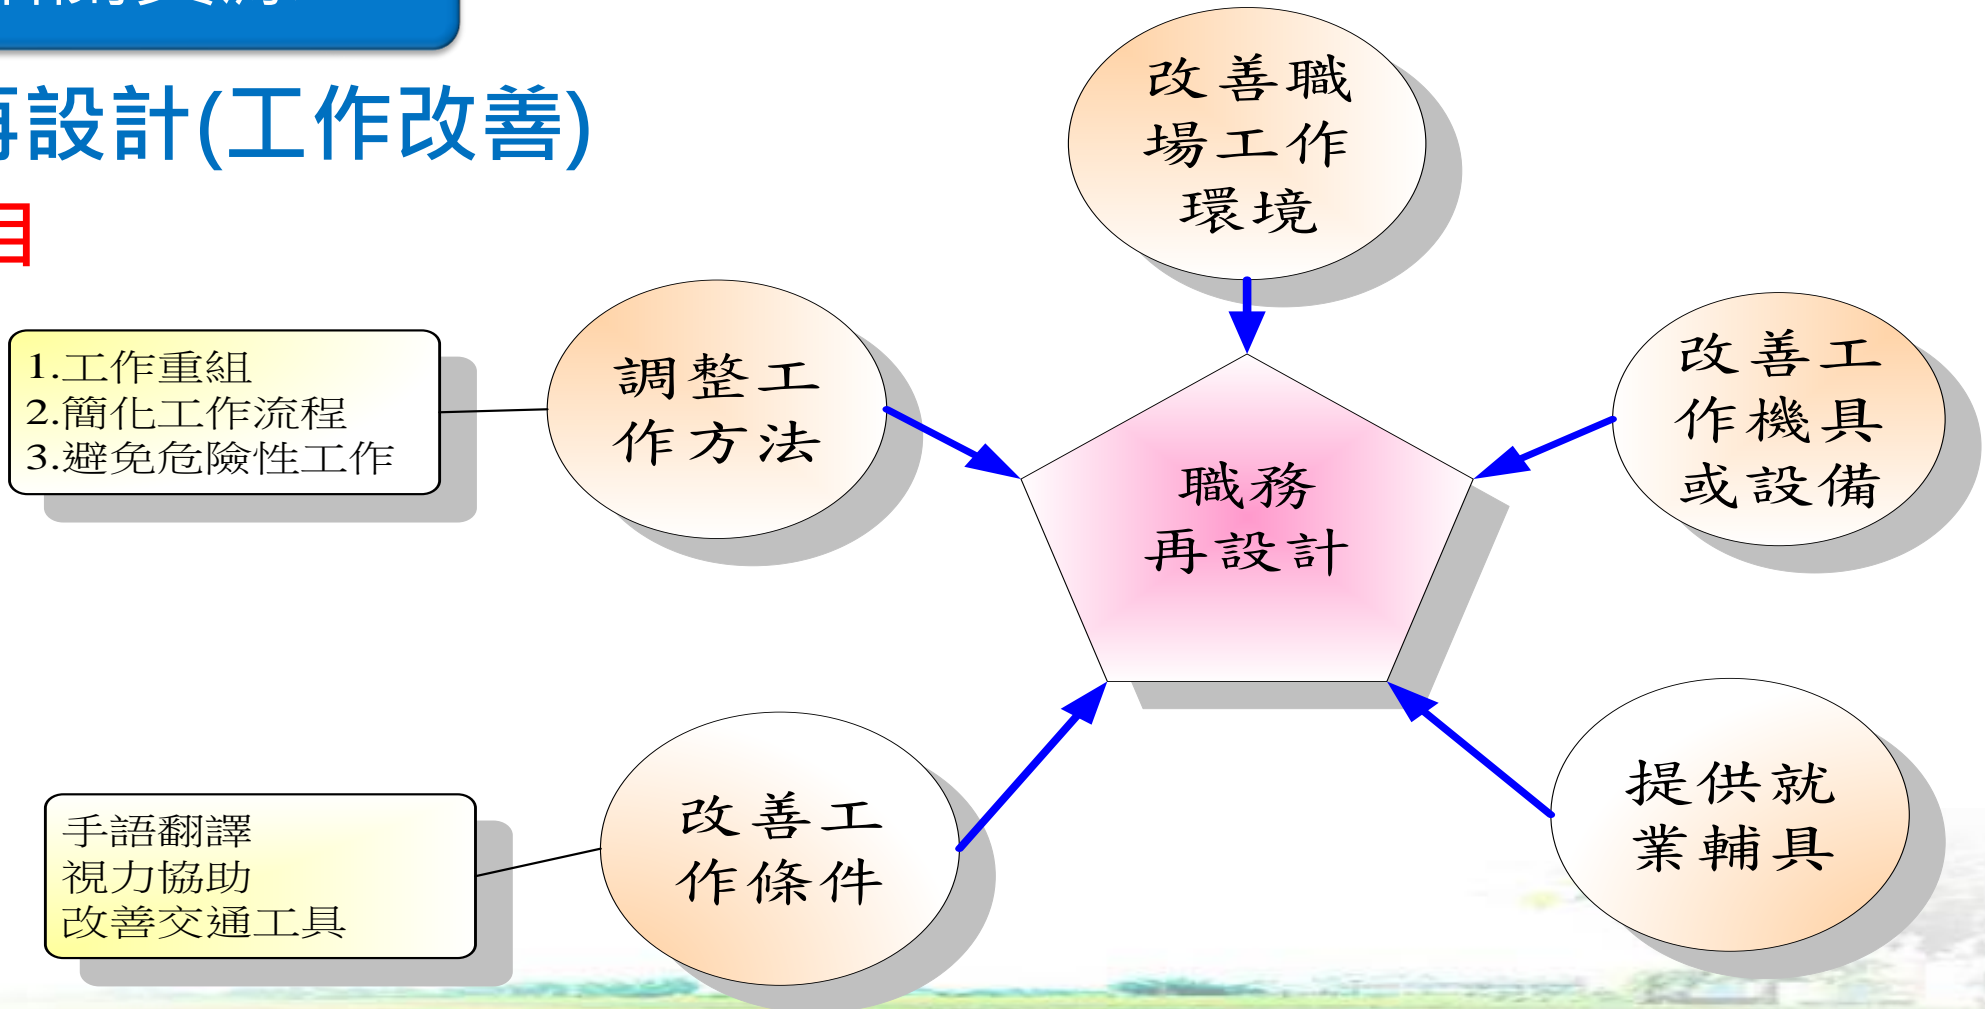 再設計(工作改善)
目
改善職
場工作
環境
調整工
作方法
1.工作重組
2.簡化工作流程
3.避免危險性工作
改善工
作機具
或設備
職務
再設計
改善工
作條件
手語翻譯
視力協助
改善交通工具
提供就
業輔具